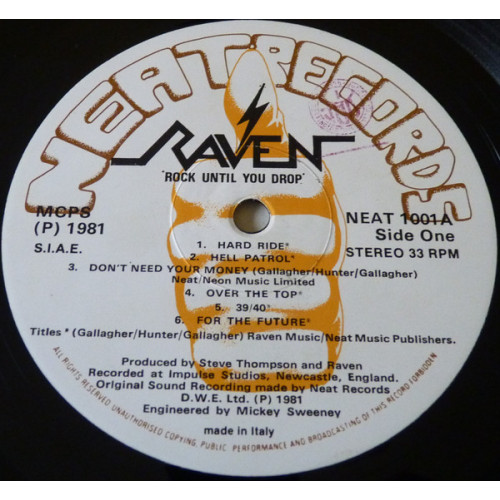 NEAT RECORDS
RAVEN
"ROCK UNTIL YOU DROP"
MCPS
(P) 1981
S.I.A.E.
NEAT 1001A
Side One
STEREO 33 RPM
1. HARD RIDE*
2. HELL PATROL*
3. DON'T NEED YOUR MONEY (Gallagher/Hunter/Gallagher)
Neat/Neon Music Limited
4. OVER THE TOP*
5. 39/40*
6. FOR THE FUTURE*
Titles * (Gallagher/Hunter/Gallagher) Raven Music/Neat Music Publishers.
Produced by Steve Thompson and Raven
Recorded at Impulse Studios, Newcastle, England.
Original Sound Recording made by Neat Records
D.W.E. Ltd. (P) 1981
Engineered by Mickey Sweeney
made in Italy
ALL RIGHTS RESERVED UNAUTHORISED COPYING, PUBLIC PERFORMANCE AND BROADCASTING OF THIS RECORD FORBIDDEN